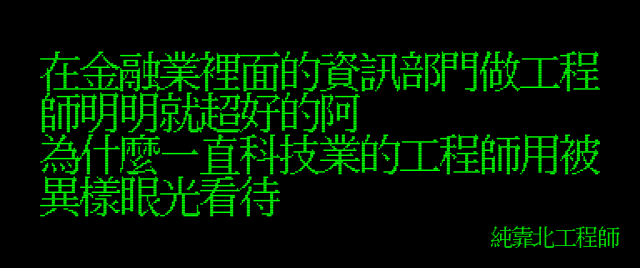 在金融業裡面的資訊部門做工程
師明明就超好的阿
為什麼一直科技業的工程師用被
異樣眼光看待
純靠北工程師